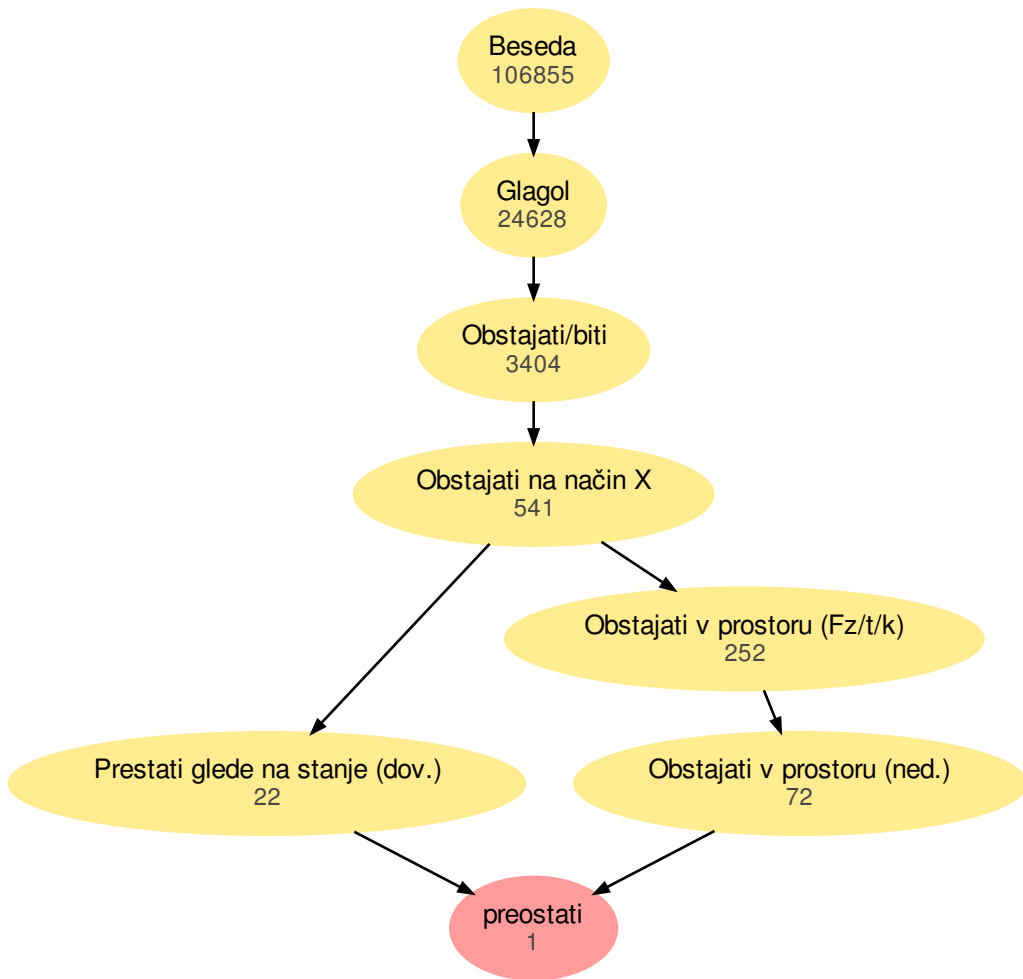 Beseda
106855
Glagol
24628
Obstajati/biti
3404
Obstajati na način X
541
Obstajati v prostoru (Fz/t/k)
252
Prestati glede na stanje (dov.)
22
Obstajati v prostoru (ned.)
72
preostati
1